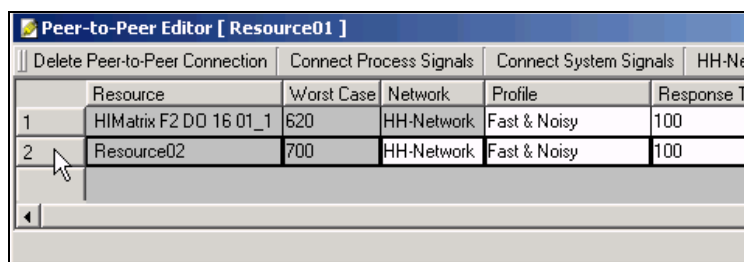 Peer-to-Peer Editor [ Resource01 ]
Delete Peer-to-Peer Connection Connect Process Signals Connect System Signals HH-Ne
Resource Worst Case Network Profile Response T
1 HIMatrix F2 DO 16 01_1 620 HH-Network Fast & Noisy 100
2 Resource02 700 HH-Network Fast & Noisy 100